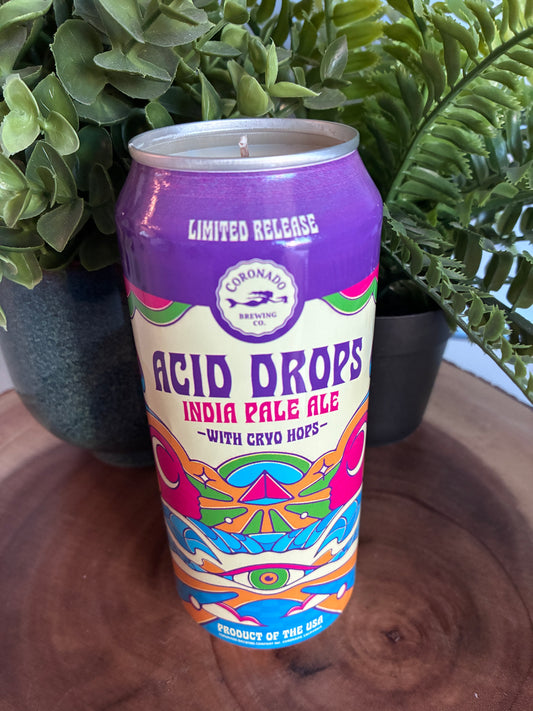 LIMITED RELEASE
CORONADO
BREWING
CO.
ACID DROPS
INDIA PALE ALE
-WITH CRYO HOPS-
PRODUCT OF THE USA